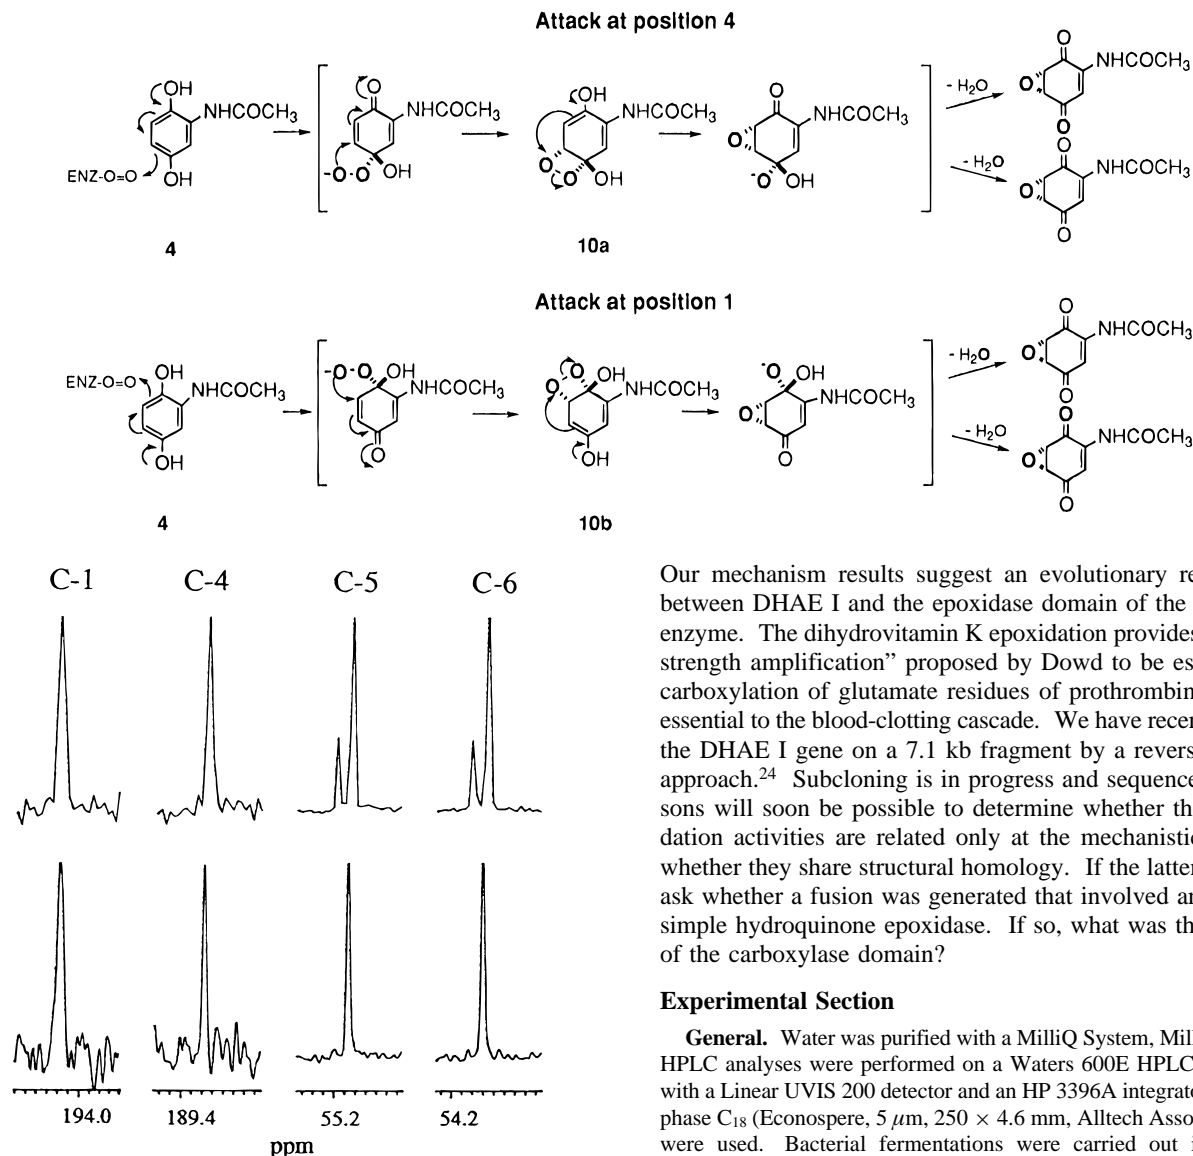 Attack at position 4
OH
NHCOCH3
ENZ-O=O
OH
4
O
NHCOCH3
-O-O
OH
OH
NHCOCH3
O
O
OH
10a
O
NHCOCH3
O
-O
OH
- H2O
- H2O
O
NHCOCH3
O
O
O
NHCOCH3
O
O
Attack at position 1
OH
ENZ-O=O
NHCOCH3
OH
4
-O-O
OH
NHCOCH3
O
O
O
OH
NHCOCH3
OH
10b
-O
OH
NHCOCH3
O
O
- H2O
- H2O
O
NHCOCH3
O
O
O
NHCOCH3
O
O
C-1 C-4 C-5 C-6
194.0 189.4 55.2 54.2
ppm
Our mechanism results suggest an evolutionary re
between DHAE I and the epoxidase domain of the
enzyme. The dihydrovitamin K epoxidation provides
strength amplification” proposed by Dowd to be es
carboxylation of glutamate residues of prothrombin
essential to the blood-clotting cascade. We have recen
the DHAE I gene on a 7.1 kb fragment by a revers
approach.24 Subcloning is in progress and sequence
sons will soon be possible to determine whether th
dation activities are related only at the mechanistic
whether they share structural homology. If the latter
ask whether a fusion was generated that involved an
simple hydroquinone epoxidase. If so, what was th
of the carboxylase domain?
Experimental Section
General. Water was purified with a MilliQ System, Mill
HPLC analyses were performed on a Waters 600E HPLC
with a Linear UVIS 200 detector and an HP 3396A integrato
phase C18 (Econospere, 5 μm, 250 × 4.6 mm, Alltech Asso
were used. Bacterial fermentations were carried out i